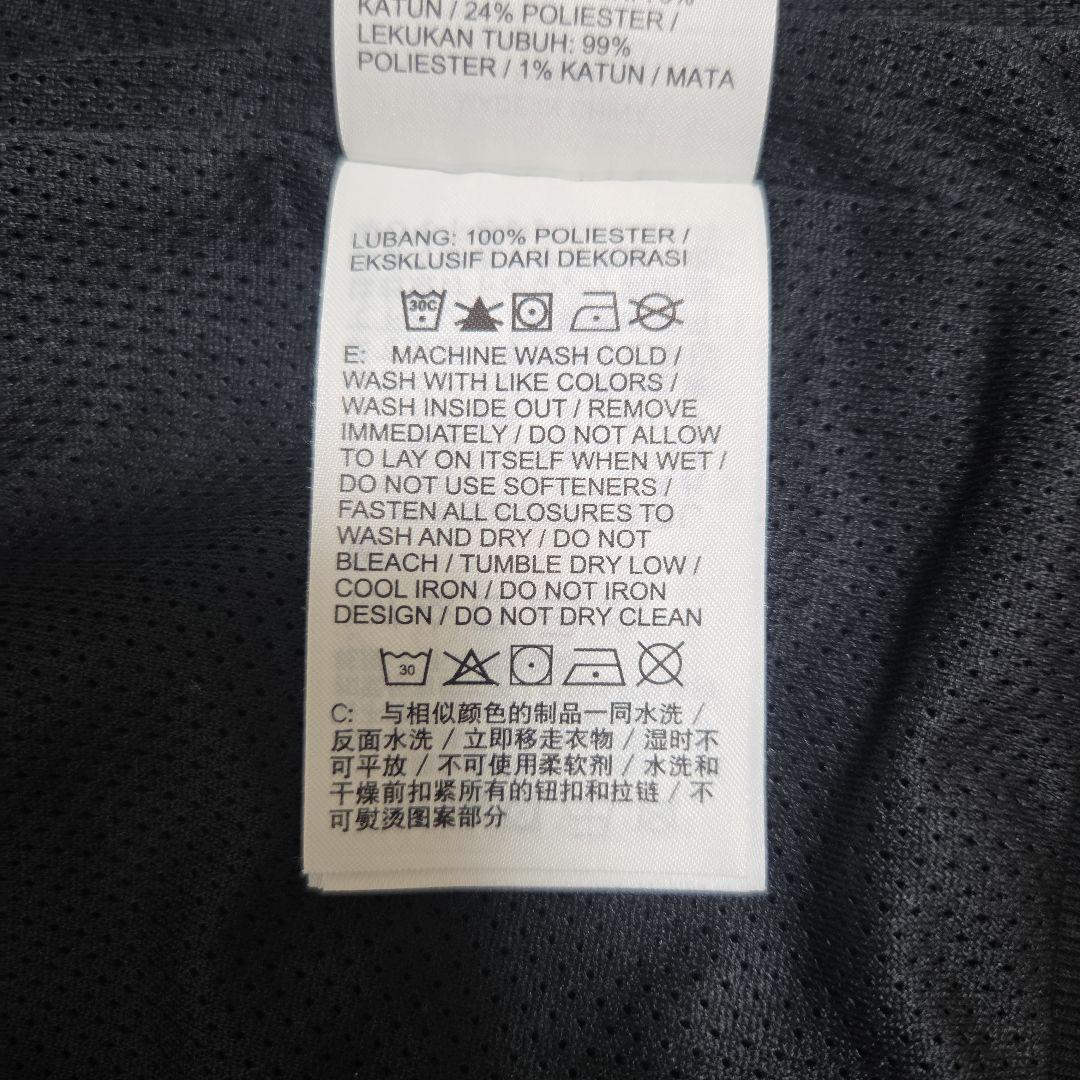 KATUN / 24% POLIESTER /
LEKUKAN TUBUH: 99%
POLIESTER / 1% KATUN / MATA
LUBANG: 100% POLIESTER /
EKSKLUSIF DARI DEKORASI
30C
E: MACHINE WASH COLD /
WASH WITH LIKE COLORS /
WASH INSIDE OUT / REMOVE
IMMEDIATELY / DO NOT ALLOW
TO LAY ON ITSELF WHEN WET /
DO NOT USE SOFTENERS /
FASTEN ALL CLOSURES TO
WASH AND DRY / DO NOT
BLEACH / TUMBLE DRY LOW /
COOL IRON / DO NOT IRON
DESIGN / DO NOT DRY CLEAN
30
C: 与相似颜色的制品一同水洗 /
反面水洗 / 立即移走衣物 / 湿时不
可平放 / 不可使用柔软剂 / 水洗和
干燥前扣紧所有的钮扣和拉链 / 不
可熨烫图案部分